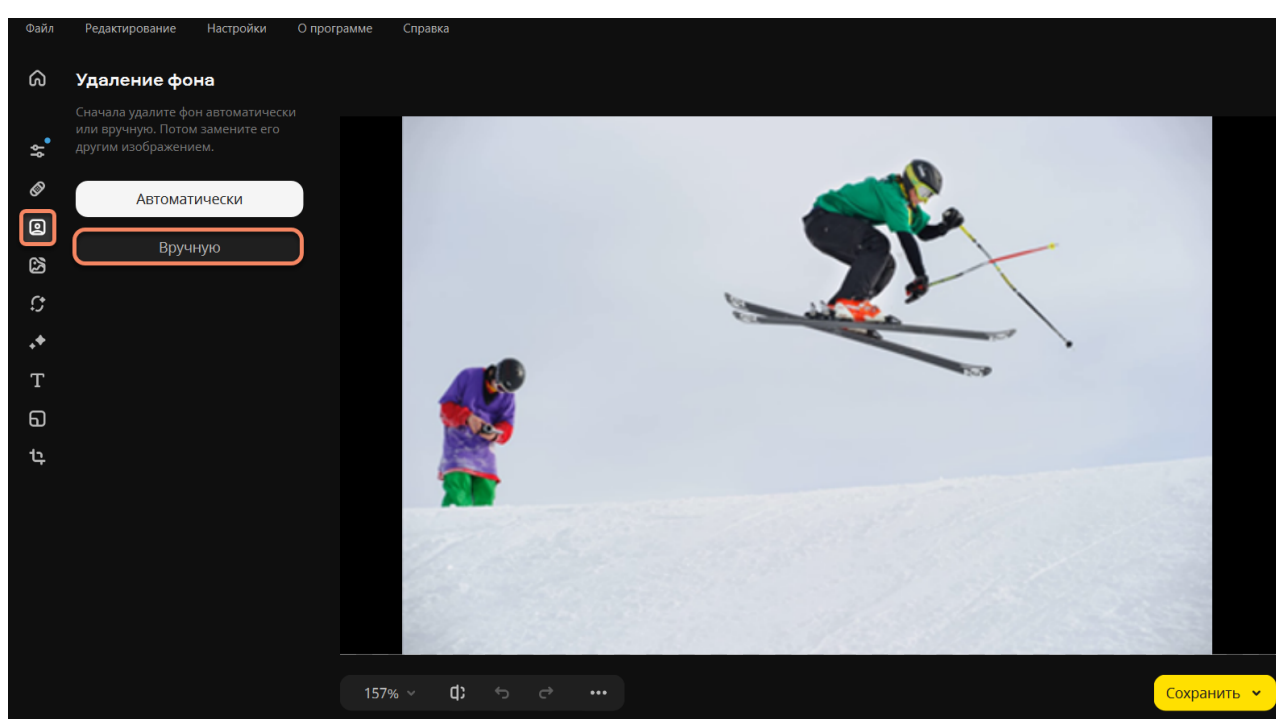 Файл Редактирование Настройки О программе Справка
Удаление фона
Сначала удалите фон автоматически
или вручную. Потом замените его
другим изображением.
Автоматически
Вручную
157%
Сохранить